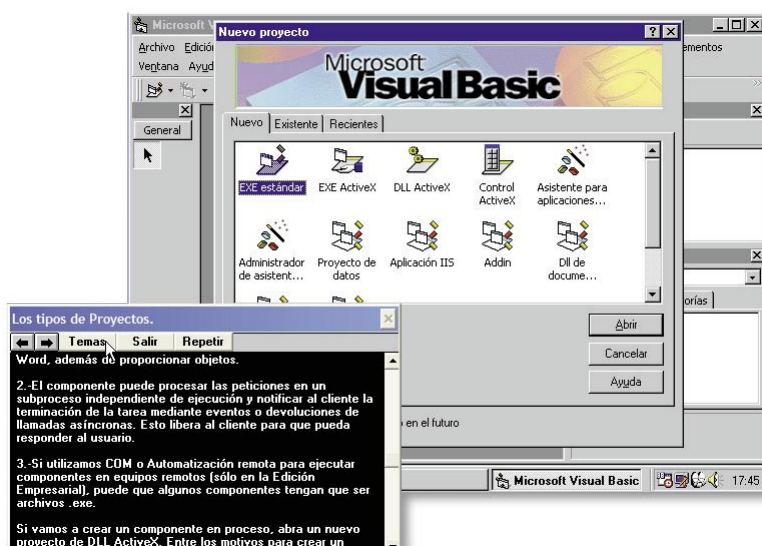 Microsoft V
Nuevo proyecto
Archivo Edició
ementos
Ventana Ayud
Microsoft
Visual Basic
General
Nuevo Existente Recientes
EXE estándar EXE ActiveX DLL ActiveX Control ActiveX Asistente para aplicaciones...
Administrador de asistent... Proyecto de datos Aplicación IIS Addin Dll de docume...
orías
Abrir
Cancelar
Ayuda
o en el futuro
Los tipos de Proyectos.
Temas Salir Repetir
Word, además de proporcionar objetos.
2.-El componente puede procesar las peticiones en un
subproceso independiente de ejecución y notificar al cliente la
terminación de la tarea mediante eventos o devoluciones de
llamadas asíncronas. Esto libera al cliente para que pueda
responder al usuario.
3.-Si utilizamos COM o Automatización remota para ejecutar
componentes en equipos remotos (sólo en la Edición
Empresarial), puede que algunos componentes tengan que ser
archivos .exe.
Si vamos a crear un componente en proceso, abra un nuevo
proyecto de DLL ActiveX. Entre los motivos para crear un
Microsoft Visual Basic 17:45